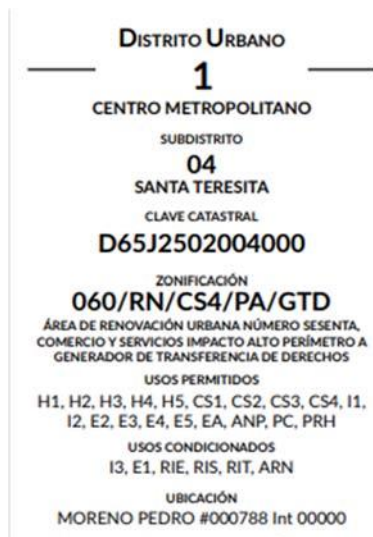 DISTRITO URBANO
1
CENTRO METROPOLITANO
SUBDISTRITO
04
SANTA TERESITA
CLAVE CATASTRAL
D65J2502004000
ZONIFICACIÓN
060/RN/CS4/PA/GTD
ÁREA DE RENOVACIÓN URBANA NÚMERO SESENTA,
COMERCIO Y SERVICIOS IMPACTO ALTO PERÍMETRO A
GENERADOR DE TRANSFERENCIA DE DERECHOS
USOS PERMITIDOS
H1, H2, H3, H4, H5, CS1, CS2, CS3, CS4, I1,
I2, E2, E3, E4, E5, EA, ANP, PC, PRH
USOS CONDICIONADOS
I3, E1, RIE, RIS, RIT, ARN
UBICACIÓN
MORENO PEDRO #000788 Int 00000